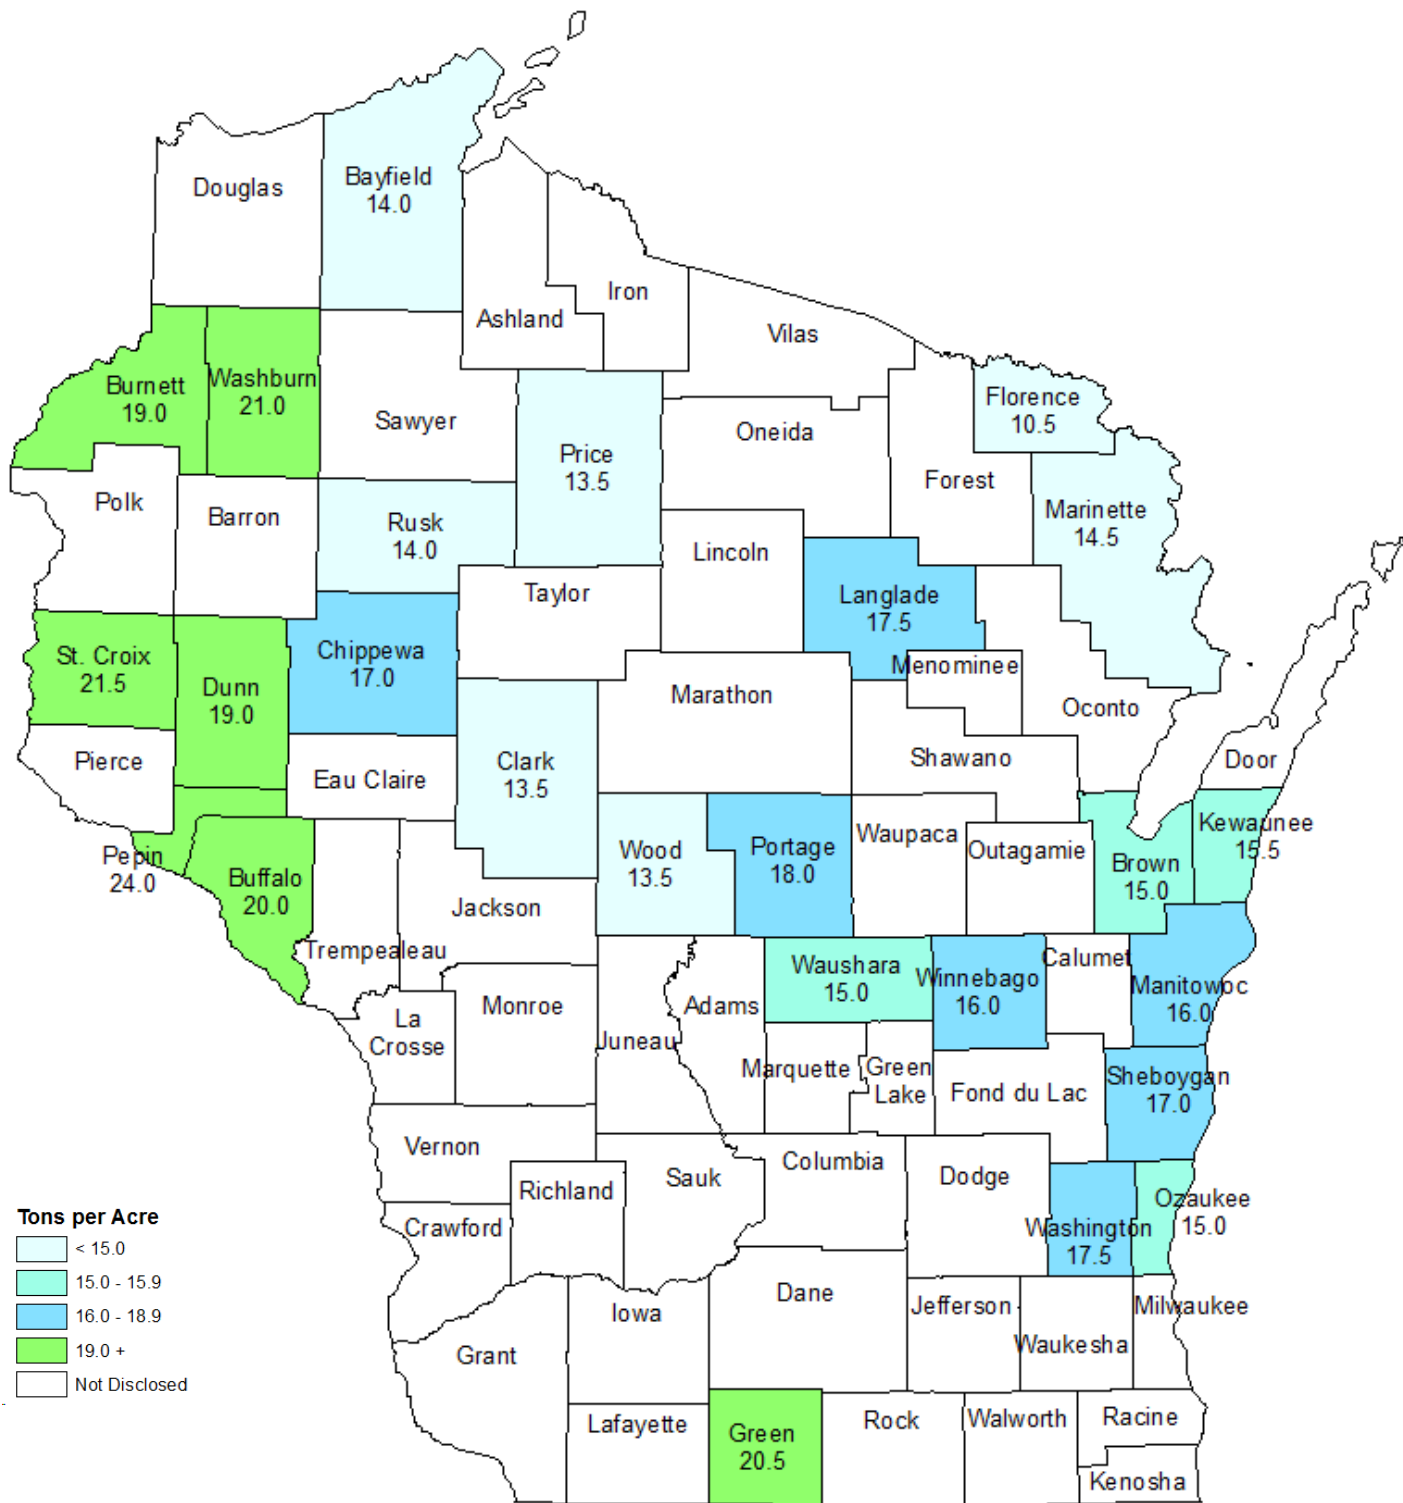 Douglas
Bayfield
14.0
Ashland
Iron
Vilas
Burnett
19.0
Washburn
21.0
Sawyer
Price
13.5
Oneida
Forest
Florence
10.5
Marinette
14.5
Polk
Barron
Rusk
14.0
Lincoln
Langlade
17.5
Taylor
St. Croix
21.5
Dunn
19.0
Chippewa
17.0
Menominee
Marathon
Oconto
Pierce
Eau Claire
Clark
13.5
Shawano
Door
Pepin
24.0
Buffalo
20.0
Wood
13.5
Portage
18.0
Waupaca
Outagamie
Brown
15.0
Kewaunee
15.5
Trempealeau
Jackson
Waushara
15.0
Winnebago
16.0
Calumet
Manitowoc
16.0
La
Crosse
Monroe
Juneau
Adams
Marquette
Green
Lake
Fond du Lac
Sheboygan
17.0
Vernon
Richland
Sauk
Columbia
Dodge
Washington
17.5
Ozaukee
15.0
Crawford
Iowa
Dane
Jefferson
Waukesha
Milwaukee
Grant
Lafayette
Green
20.5
Rock
Walworth
Racine
Kenosha
Tons per Acre
< 15.0
15.0 - 15.9
16.0 - 18.9
19.0 +
Not Disclosed